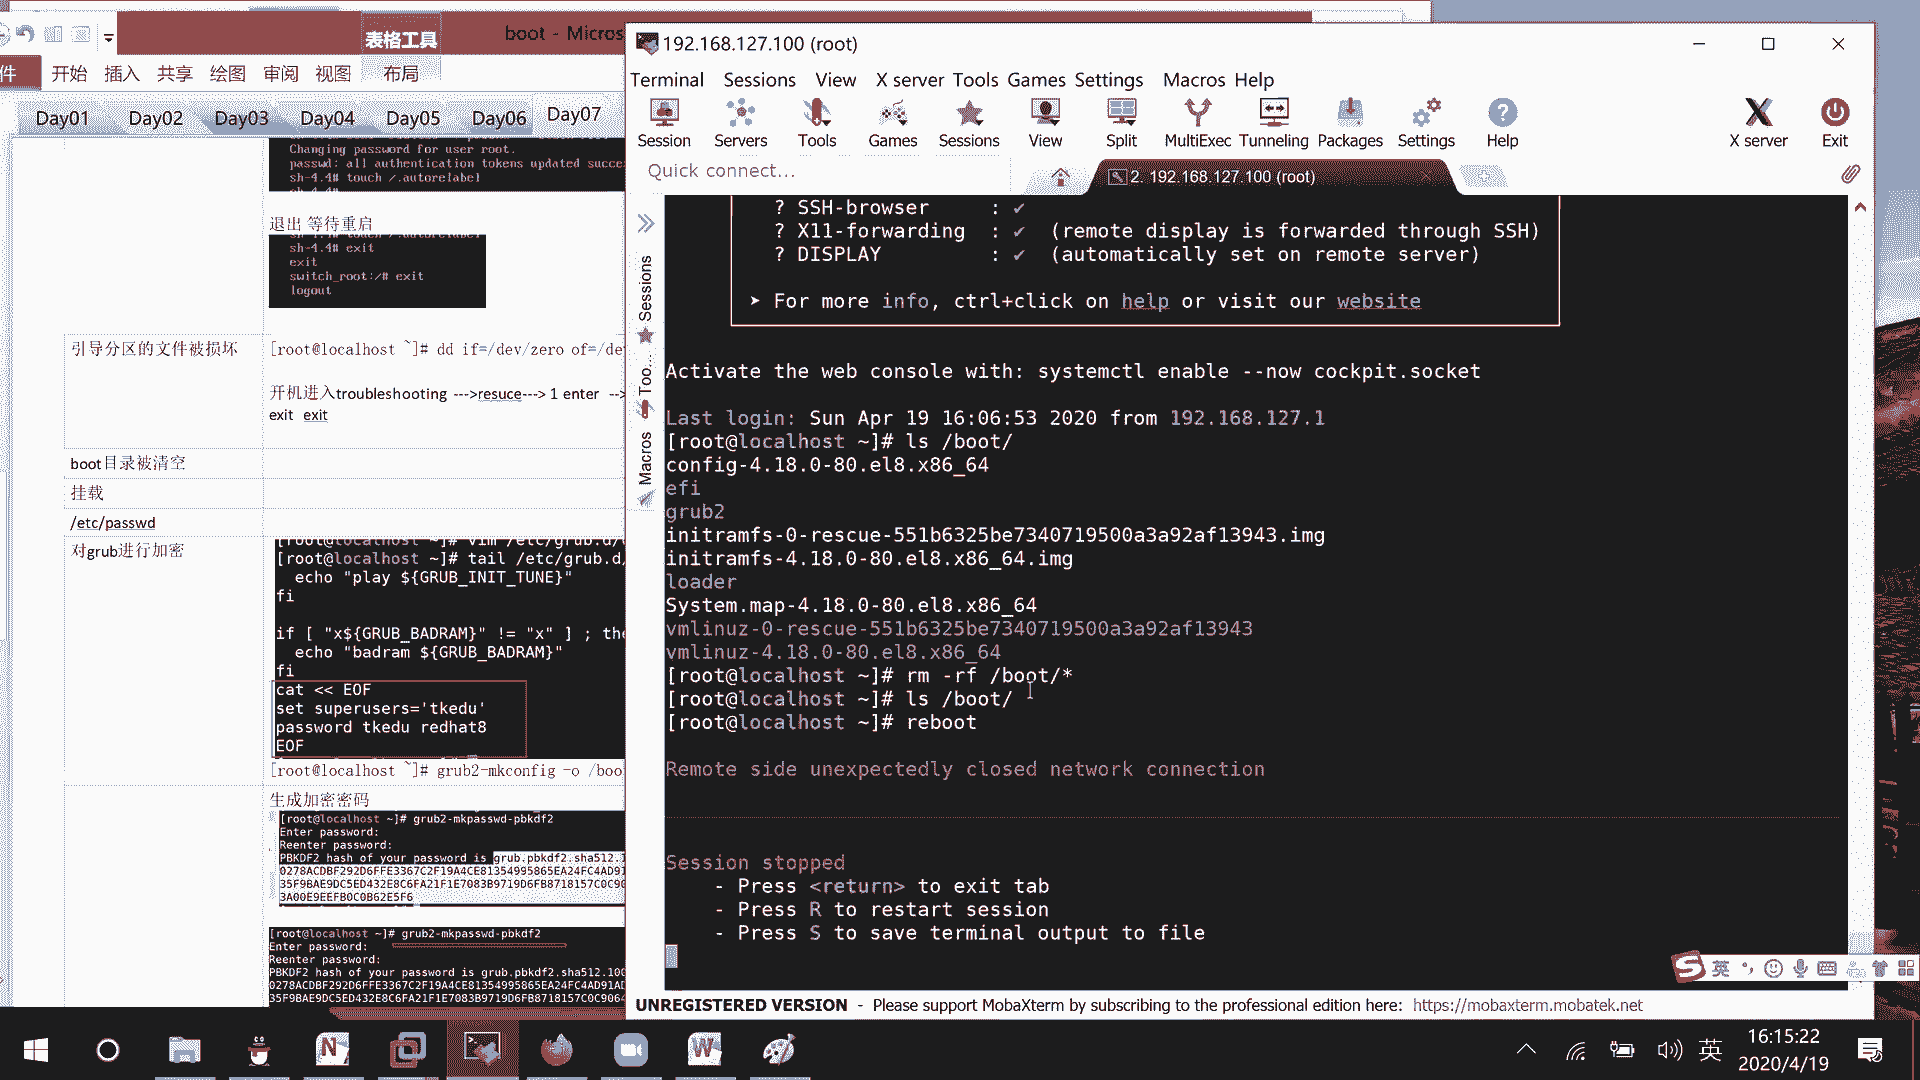 表格工具
boot - Micros
件 开始 插入 共享 绘图 审阅 视图 布局
Day01 Day02 Day03 Day04 Day05 Day06 Day07
Changing password for user root.
passwd: all authentication tokens updated succe
sh-4.4# touch /.autorelabel
退出 等待重启
sh-4.4# exit
exit
switch_root:/# exit
logout
引导分区的文件被损坏
[root@localhost ~]# dd if=/dev/zero of=/de
开机进入troubleshooting --->resuce---> 1 enter -->
exit exit
boot目录被清空
挂载
/etc/passwd
对grub进行加密
[root@localhost ~]# tail /etc/grub.d/
echo "play ${GRUB_INIT_TUNE}"
fi
if [ "x${GRUB_BADRAM}" != "x" ] ; the
echo "badram ${GRUB_BADRAM}"
fi
cat << EOF
set superusers='tkedu'
password tkedu redhat8
EOF
[root@localhost ~]# grub2-mkconfig -o /boo
生成加密密码
[root@localhost ~]# grub2-mkpasswd-pbkdf2
Enter password:
Reenter password:
PBKDF2 hash of your password is grub.pbkdf2.sha512.1
0278ACDBF292D6FFE3367C2F19A4CE81354995865EA24FC4AD91
35F9BAE9DC5ED432E8C6FA21F1E7083B9719D6FB8718157C0C90
3A00E9EEFB0C0B62E5F6
[root@localhost ~]# grub2-mkpasswd-pbkdf2
Enter password:
Reenter password:
PBKDF2 hash of your password is grub.pbkdf2.sha512.100
0278ACDBF292D6FFE3367C2F19A4CE81354995865EA24FC4AD91AD
35F9BAE9DC5ED432E8C6FA21F1E7083B9719D6FB8718157C0C9064
192.168.127.100 (root)
Terminal Sessions View X server Tools Games Settings Macros Help
Session Servers Tools Games Sessions View Split MultiExec Tunneling Packages Settings Help X server Exit
Quick connect...
2. 192.168.127.100 (root)
Sessions
Too...
Macros
? SSH-browser : ✓
? X11-forwarding : ✓ (remote display is forwarded through SSH)
? DISPLAY : ✓ (automatically set on remote server)
➤ For more info, ctrl+click on help or visit our website
Activate the web console with: systemctl enable --now cockpit.socket
Last login: Sun Apr 19 16:06:53 2020 from 192.168.127.1
[root@localhost ~]# ls /boot/
config-4.18.0-80.el8.x86_64
efi
grub2
initramfs-0-rescue-551b6325be7340719500a3a92af13943.img
initramfs-4.18.0-80.el8.x86_64.img
loader
System.map-4.18.0-80.el8.x86_64
vmlinuz-0-rescue-551b6325be7340719500a3a92af13943
vmlinuz-4.18.0-80.el8.x86_64
[root@localhost ~]# rm -rf /boot/*
[root@localhost ~]# ls /boot/
[root@localhost ~]# reboot
Remote side unexpectedly closed network connection
Session stopped
- Press <return> to exit tab
- Press R to restart session
- Press S to save terminal output to file
英
UNREGISTERED VERSION - Please support MobaXterm by subscribing to the professional edition here: https://mobaxterm.mobatek.net
英
16:15:22
2020/4/19